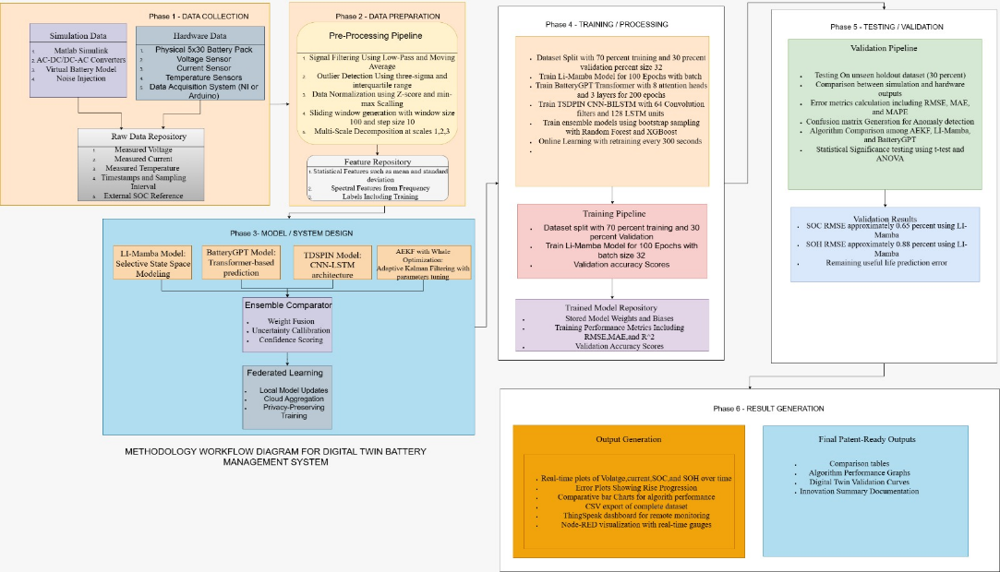 Phase 1 - DATA COLLECTION
Simulation Data
1. Matlab Simulink
2. AC-DC/DC-AC Converters
3. Virtual Battery Model
4. Noise Injection
Hardware Data
1. Physical 5x30 Battery Pack
2. Voltage Sensor
3. Current Sensor
4. Temperature Sensors
5. Data Acquisition System (NI or
Arduino)
Raw Data Repository
1. Measured Voltage
2. Measured Current
3. Measured Temperature
4. Timestamps and Sampling
Interval
5. External SOC Reference
Phase 2 - DATA PREPARATION
Pre-Processing Pipeline
1. Signal Filtering Using Low-Pass and Moving
Average
2. Outlier Detection Using three-sigma and
interquartile range
3. Data Normalization using Z-score and min-
max Scalling
4. Sliding window generation with window size
100 and step size 10
5. Multi-Scale Decomposition at scales 1,2,3
Feature Repository
1. Statistical Features such as mean and standard
deviation
2. Spectral Features from Frequency
3. Labels Including Training
Phase 3- MODEL / SYSTEM DESIGN
LI-Mamba Model:
Selective State Space
Modeling
BatteryGPT Model:
Transformer-based
prediction
TDSPIN Model:
CNN-LSTM
architecture
AEKF with Whale
Optimization:
Adaptive Kalman Filtering with
parameters tuning
Ensemble Comparator
• Weight Fusion
• Uncertainty Callibration
• Confidence Scoring
Federated Learning
• Local Model Updates
• Cloud Aggregation
• Privacy-Preserving
Training
METHODOLOGY WORKFLOW DIAGRAM FOR DIGITAL TWIN BATTERY
MANAGEMENT SYSTEM
Phase 4 - TRAINING / PROCESSING
• Dataset Split with 70 percent training and 30 prcent
validation percent size 32
• Train Li-Mamba Model for 100 Epochs with batch
• Train BatteryGPT Transformer with 8 attention heads
and 3 layers for 200 epochs
• Train TSDPIN CNN-BILSTM with 64 Convolution
filters and 128 LSTM units
• Train ensemble models using bootstrap sampling
with Random Forest and XGBoost
• Online Learning with retraining every 300 seconds
•
Training Pipeline
• Dataset split with 70 percent training and 30
percent Validation
• Train Li-Mamba Model for 100 Epochs with
batch size 32
• Validation accuracy Scores
Trained Model Repository
• Stored Model Weights and Biases
• Training Performance Metrics Including
RMSE,MAE,and R^2
• Validation Accuracy Scores
Phase 5 - TESTING / VALIDATION
Validation Pipeline
• Testing On unseen holdout dataset (30 percent)
• Comparison between simulation and hardware
outputs
• Error metrics calculation including RMSE, MAE,
and MAPE
• Confusion matrix Generation for Anomaly detection
• Algorithm Comparison among AEKF, LI-Mamba,
and BatteryGPT
• Statistical Significance testing using t-test and
ANOVA
Validation Results
• SOC RMSE approximately 0.65 percent using LI-
Mamba
• SOH RMSE approximately 0.88 percent using LI-
Mamba
• Remaining useful life prediction error
Phase 6 - RESULT GENERATION
Output Generation
• Real-time plots of Volatge,current,SOC,and SOH over time
• Error Plots Showing Rise Progression
• Comparative bar Charts for algorith performance
• CSV export of complete dataset
• ThingSpeak dashboard for remote monitoring
• Node-RED visualization with real-time gauges
Final Patent-Ready Outputs
• Comparison tables
• Algorithm Performance Graphs
• Digital Twin Validation Curves
• Innovation Summary Documentation